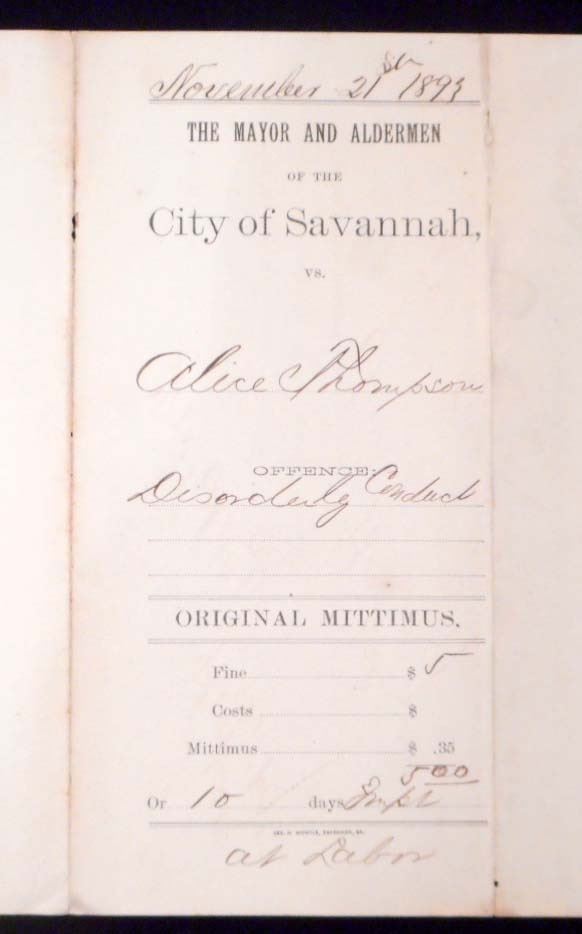 November 21st 1893
THE MAYOR AND ALDERMEN
OF THE
City of Savannah,
VS.
Alice Thompson
OFFENCE:
Disorderly Conduct
ORIGINAL MITTIMUS.
Fine $ 5
Costs $
Mittimus $ .35
5 00
Or 10 days Impt
at Labor